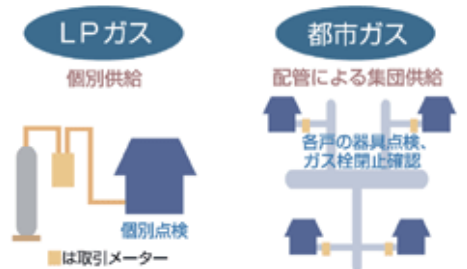 LPガス
個別供給
個別点検
■は取引メーター
都市ガス
配管による集団供給
各戸の器具点検、
ガス栓閉止確認